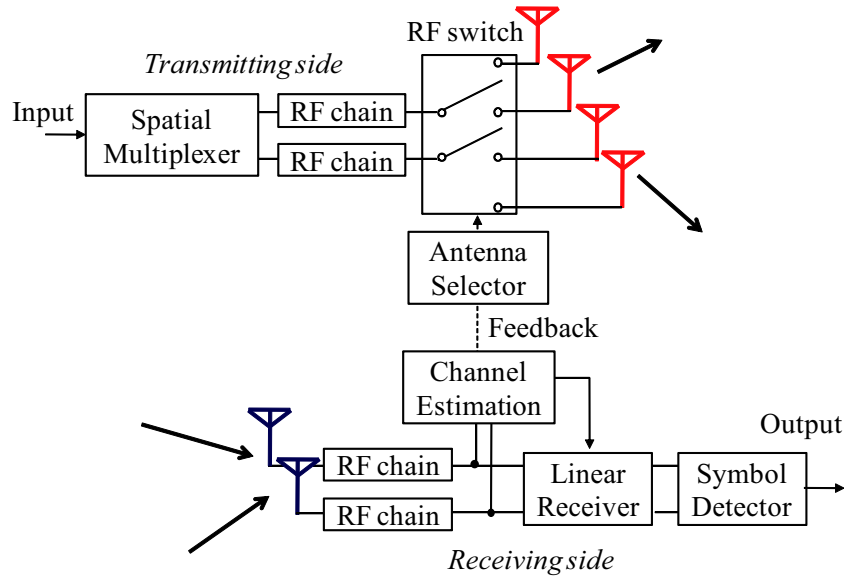 RF switch
Transmitting side
Input
Spatial
Multiplexer
RF chain
RF chain
Antenna
Selector
Feedback
Channel
Estimation
Output
RF chain
RF chain
Linear
Receiver
Symbol
Detector
Receiving side